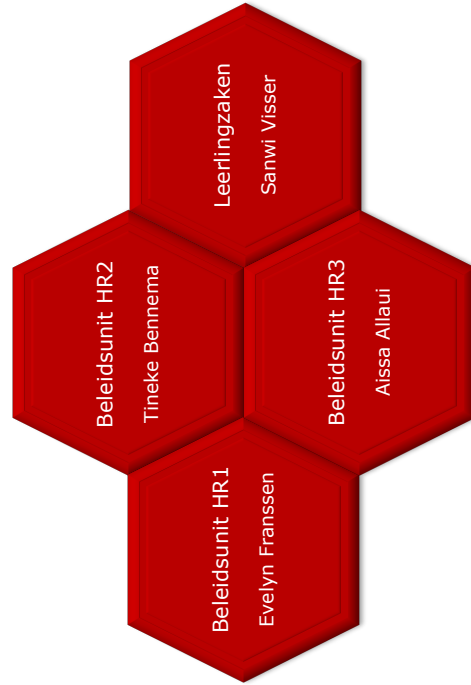 Beleidsunit HR1
Evelyn Franssen
Beleidsunit HR2
Tineke Bennema
Beleidsunit HR3
Aissa Allaui
Leerlingzaken
Sanwi Visser